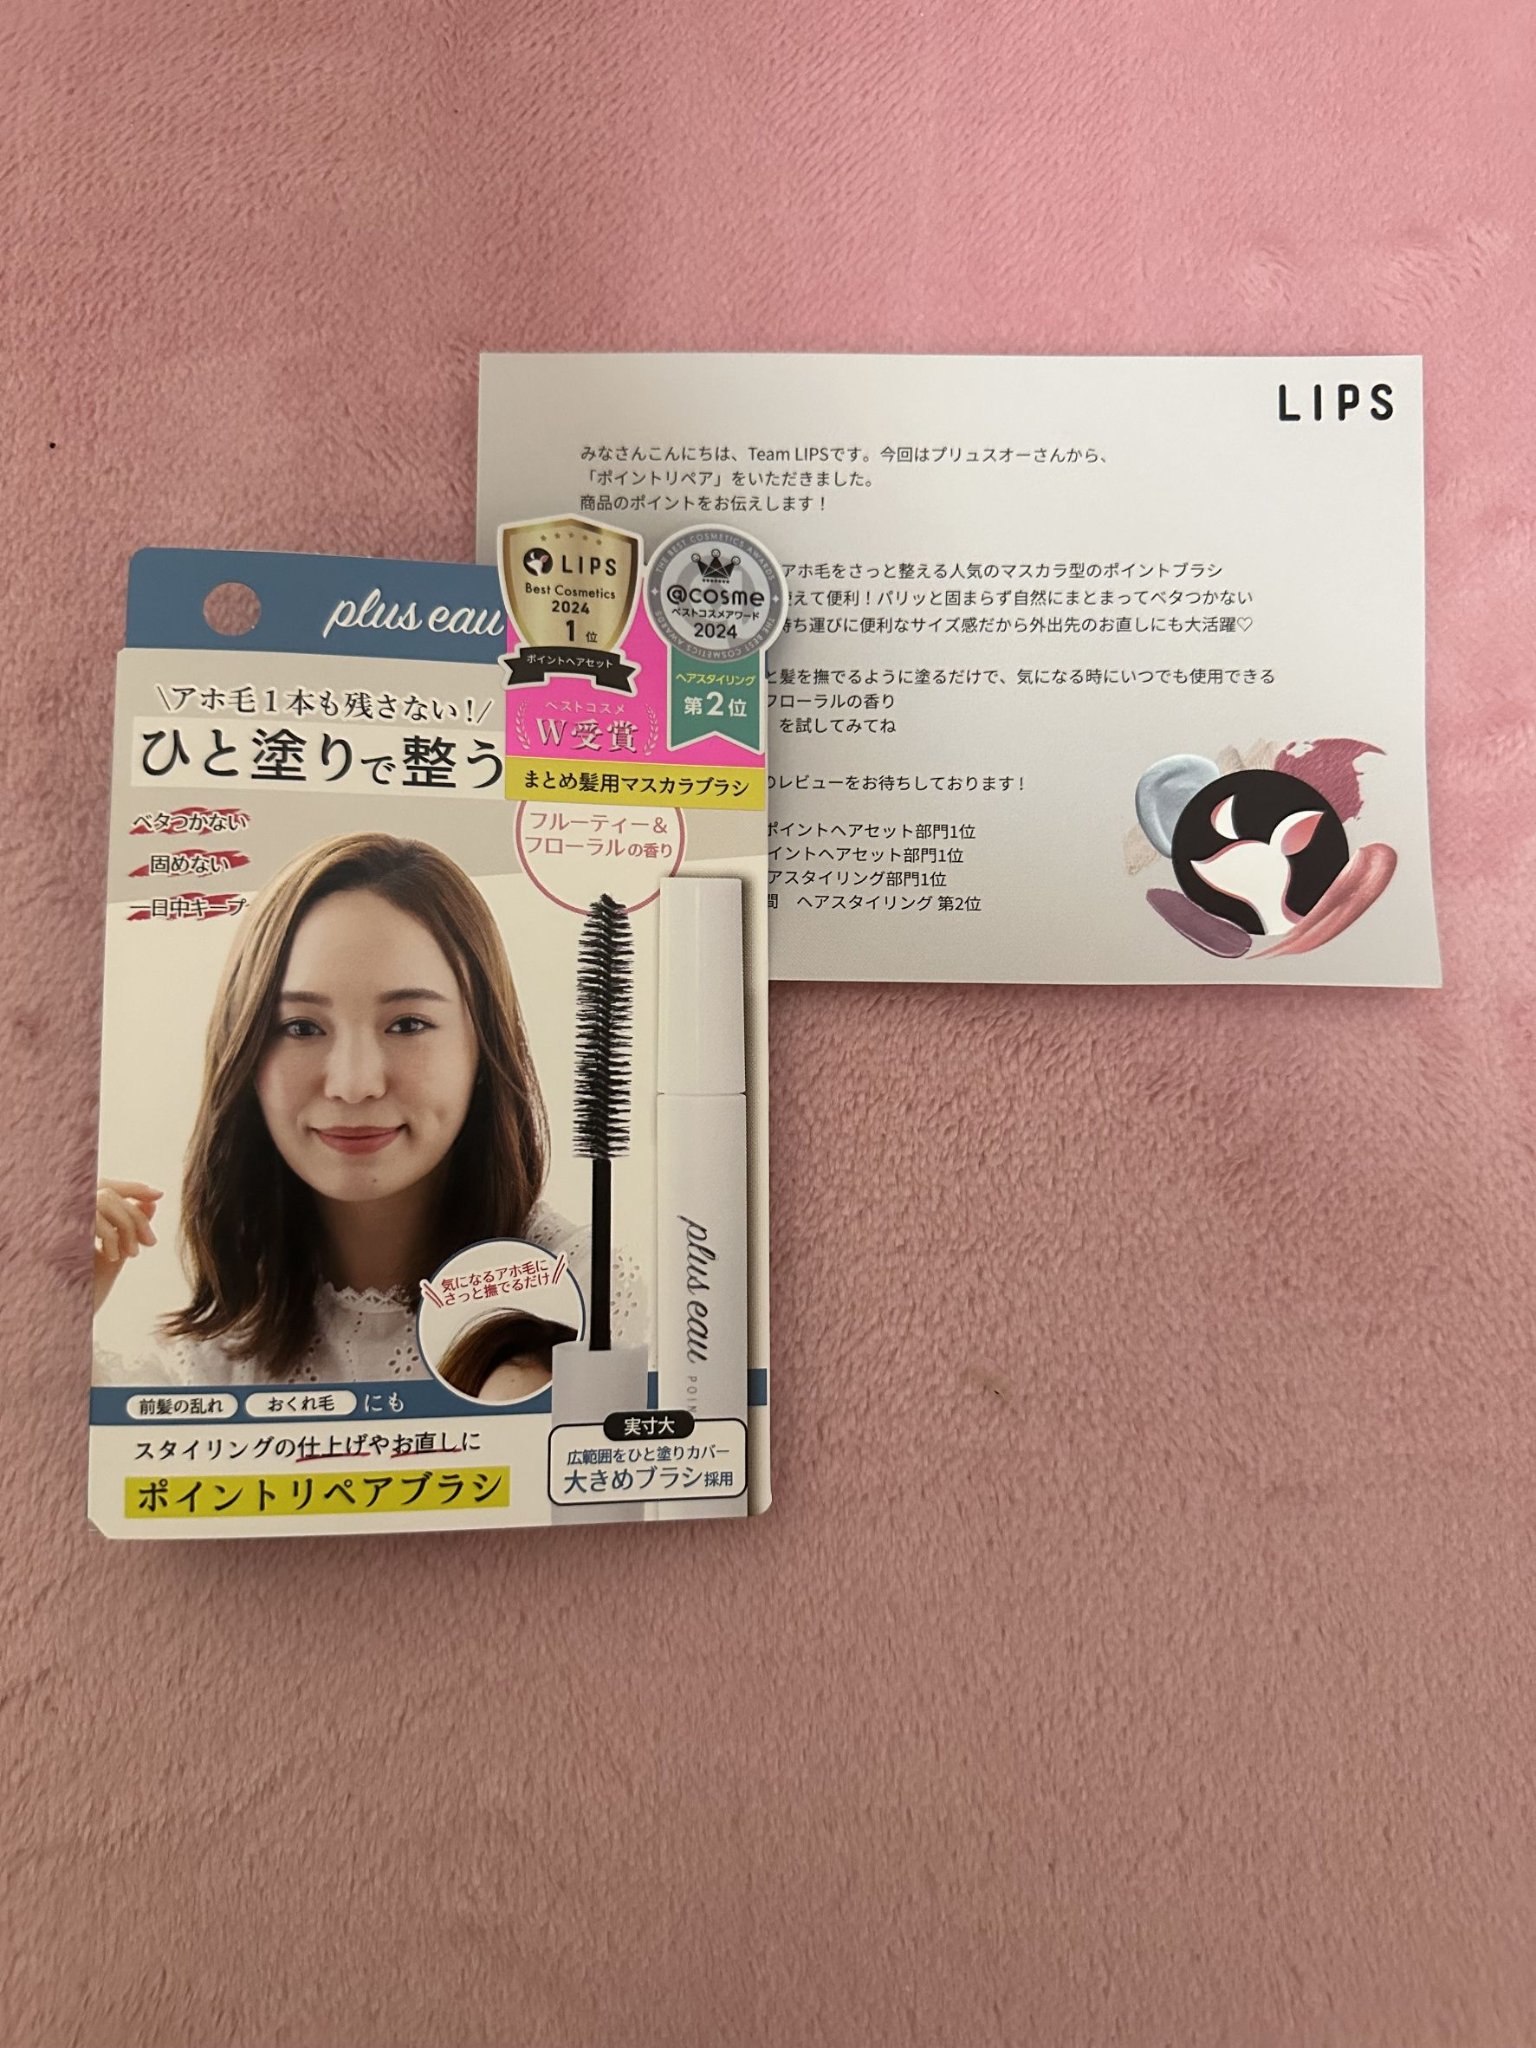 plus eau
LIPS
Best Cosmetics
2024
1位
ポイントヘアセット
THE BEST COSMETICS AWARDS
@cosme
ベストコスメアワード
2024
THE BEST COSMETICS AWARDS
ヘアスタイリング
第2位
ベストコスメ
W受賞
まとめ髪用マスカラブラシ
\アホ毛1本も残さない!/
ひと塗りで整う
ベタつかない
固めない
一日中キープ
フルーティー&
フローラルの香り
気になるアホ毛に
さっと撫でるだけ
plus eau
POIN
前髪の乱れ おくれ毛 にも
スタイリングの仕上げやお直しに
ポイントリペアブラシ
実寸大
広範囲をひと塗りカバー
大きめブラシ採用
LIPS
みなさんこんにちは、Team LIPSです。今回はプリュスオーさんから、
「ポイントリペア」をいただきました。
商品のポイントをお伝えします!
アホ毛をさっと整える人気のマスカラ型のポイントブラシ
えて便利!パリッと固まらず自然にまとまってベタつかない
持ち運びに便利なサイズ感だから外出先のお直しにも大活躍♡
と髪を撫でるように塗るだけで、気になる時にいつでも使用できる
フローラルの香り
を試してみてね
のレビューをお待ちしております!
ポイントヘアセット部門1位
イントヘアセット部門1位
アスタイリング部門1位
間 ヘアスタイリング 第2位